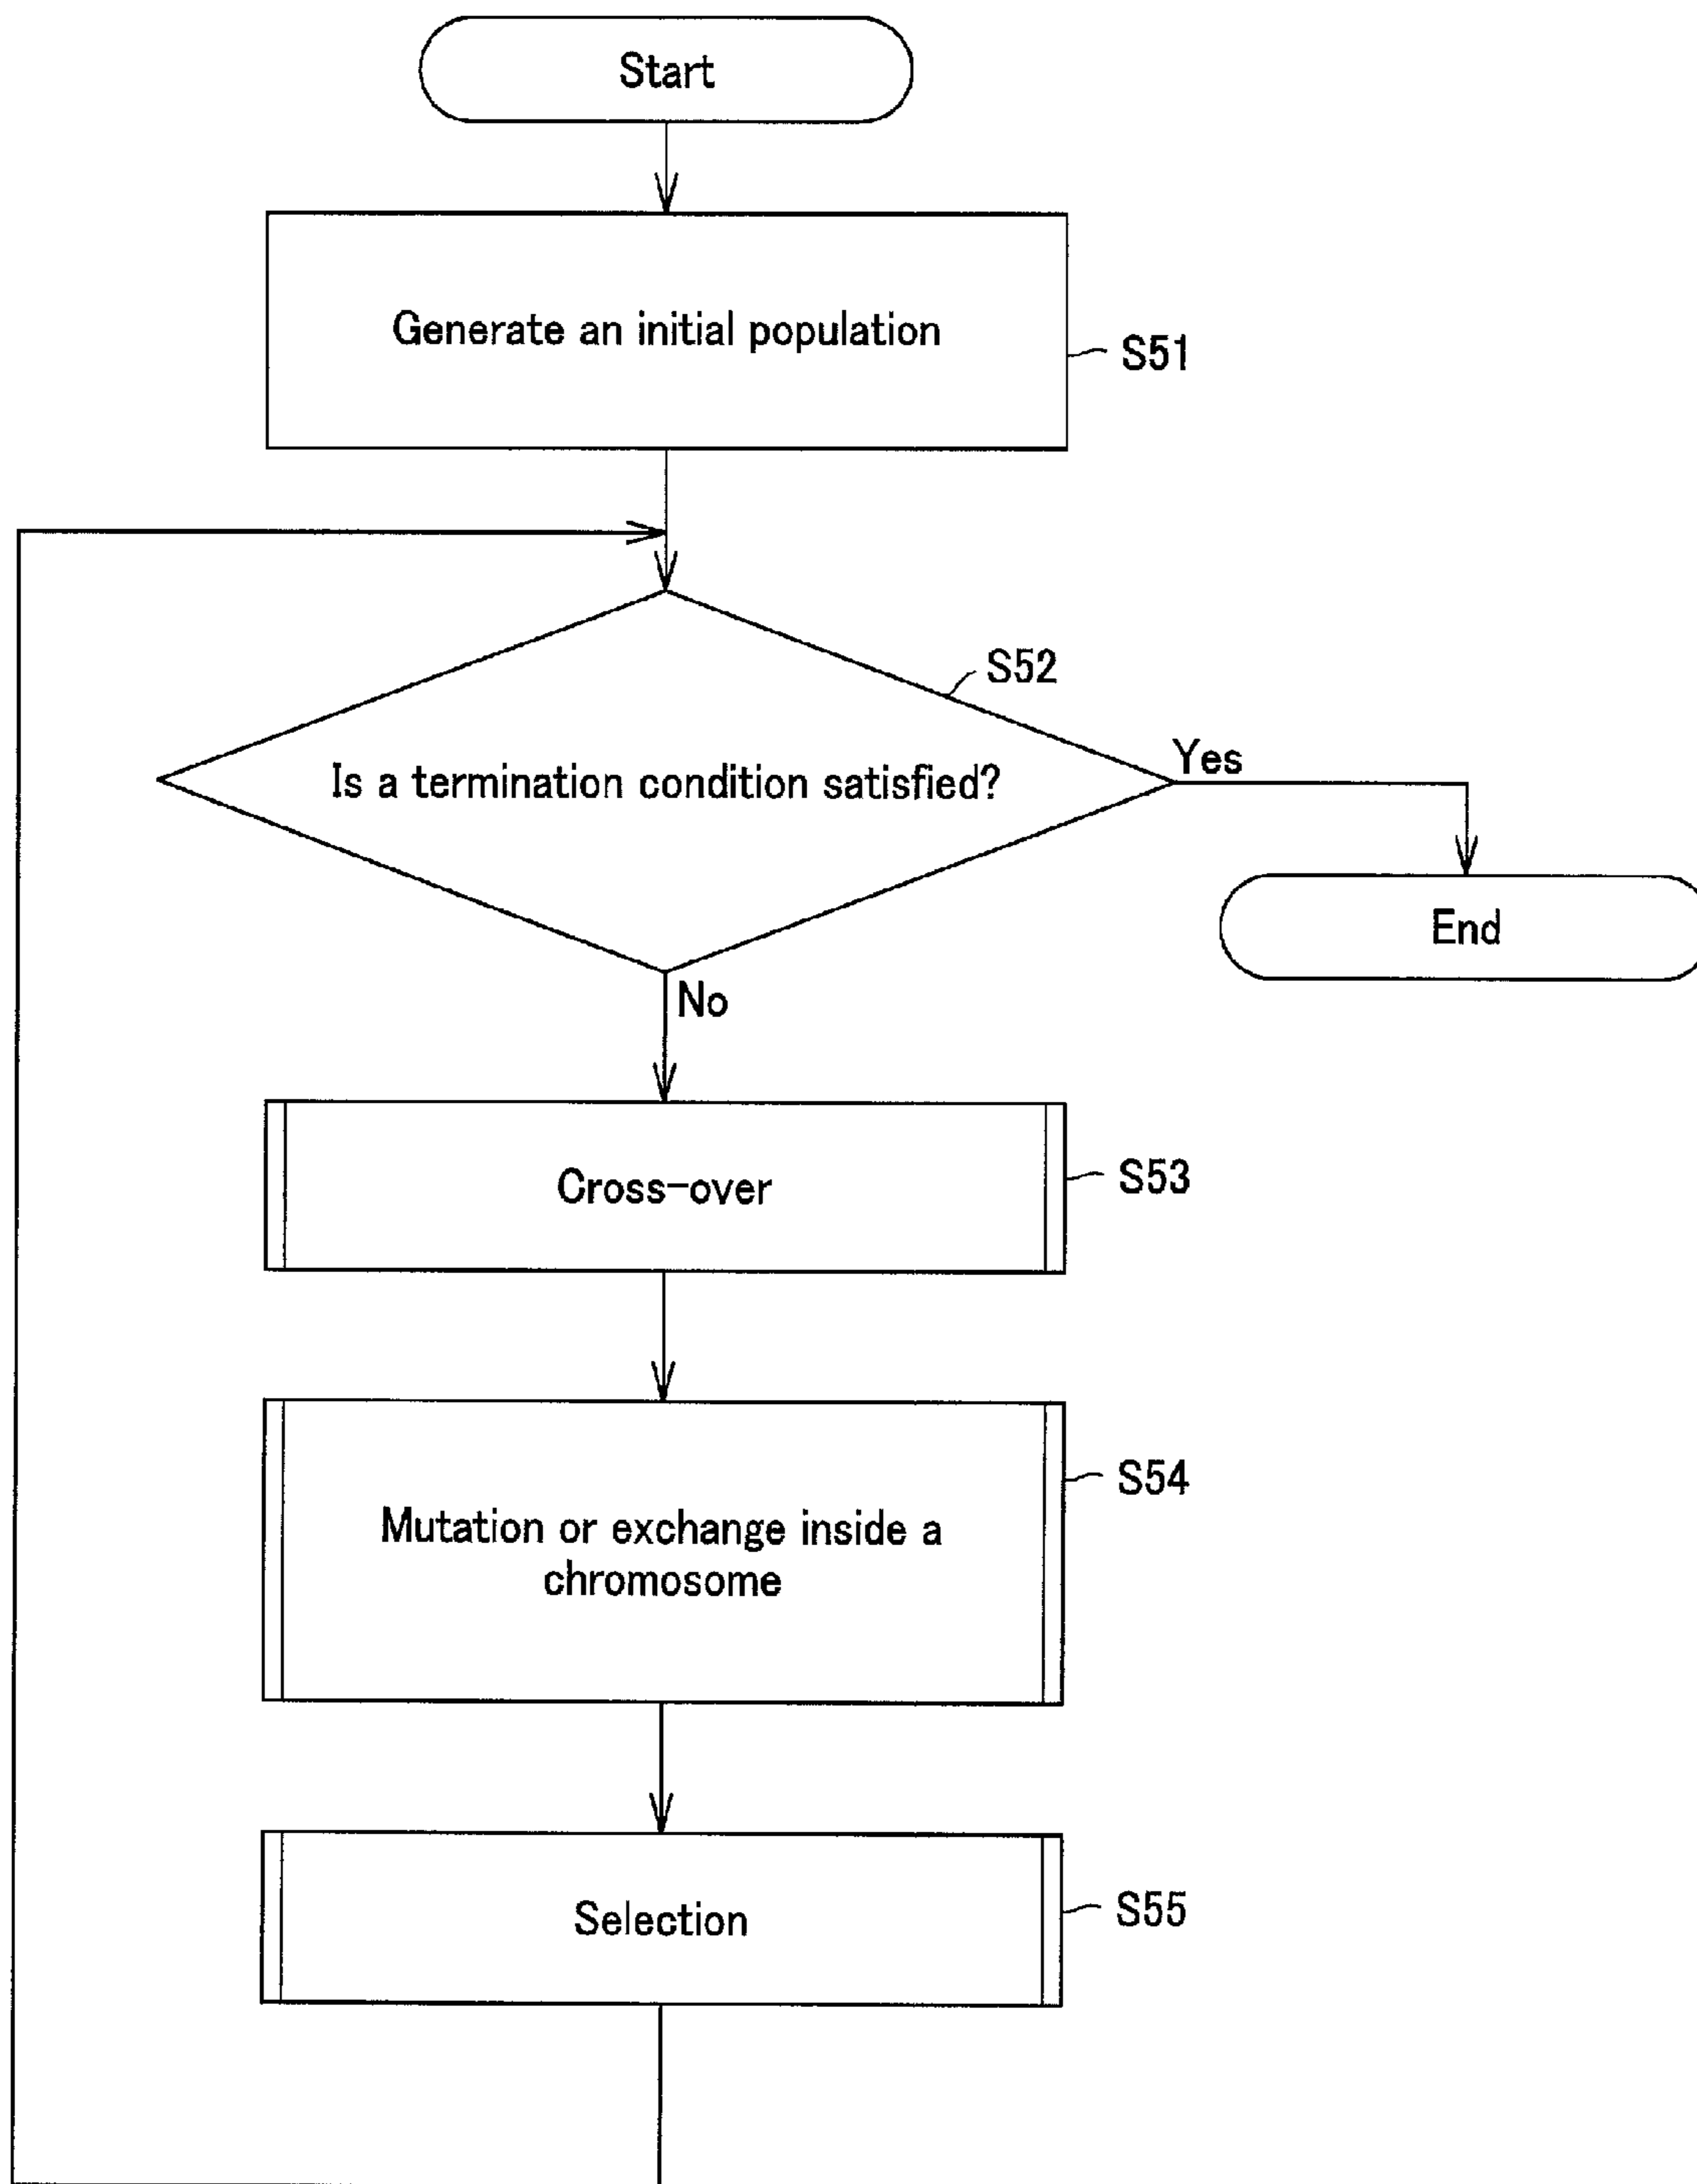 Start
Generate an initial population
S51
S52
Is a termination condition satisfied?
Yes
End
No
Cross-over
S53
Mutation or exchange inside a
chromosome
S54
Selection
S55